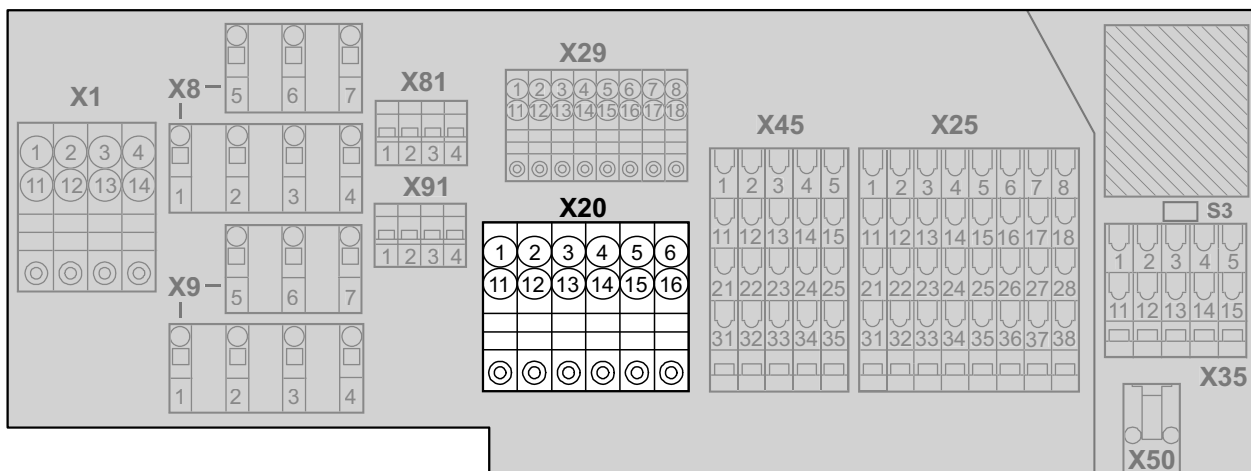 X1
1 2 3 4
11 12 13 14
X8
5 6 7
1 2 3 4
X9
5 6 7
1 2 3 4
X81
1 2 3 4
X91
1 2 3 4
X29
1 2 3 4 5 6 7 8
11 12 13 14 15 16 17 18
X20
1 2 3 4 5 6
11 12 13 14 15 16
X45
1 2 3 4 5
11 12 13 14 15
21 22 23 24 25
31 32 33 34 35
X25
1 2 3 4 5 6 7 8
11 12 13 14 15 16 17 18
21 22 23 24 25 26 27 28
31 32 33 34 35 36 37 38
S3
1 2 3 4 5
11 12 13 14 15
X35
X50